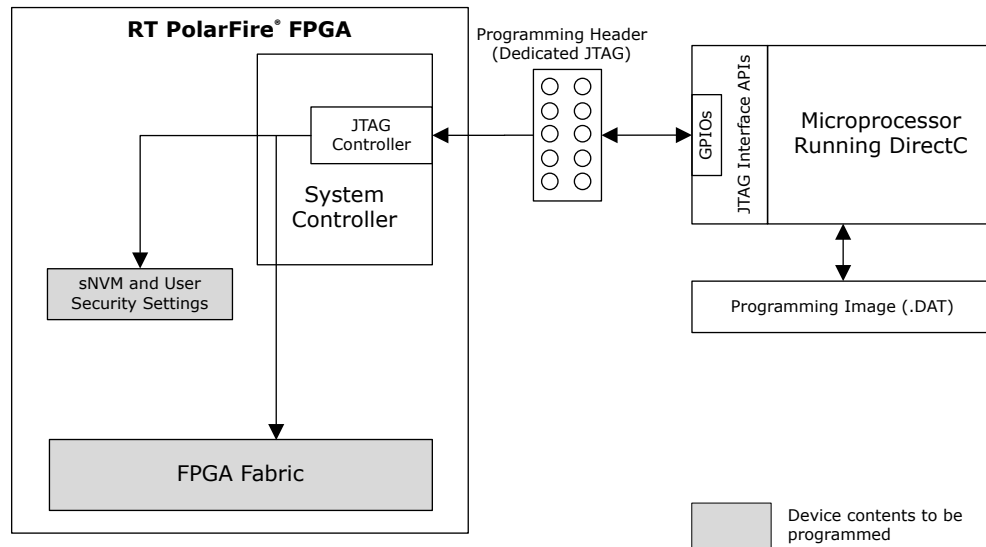 RT PolarFire® FPGA
JTAG
Controller
System
Controller
sNVM and User
Security Settings
FPGA Fabric
Programming Header
(Dedicated JTAG)
GPIOs
JTAG Interface APIs
Microprocessor
Running DirectC
Programming Image (.DAT)
Device contents to be
programmed